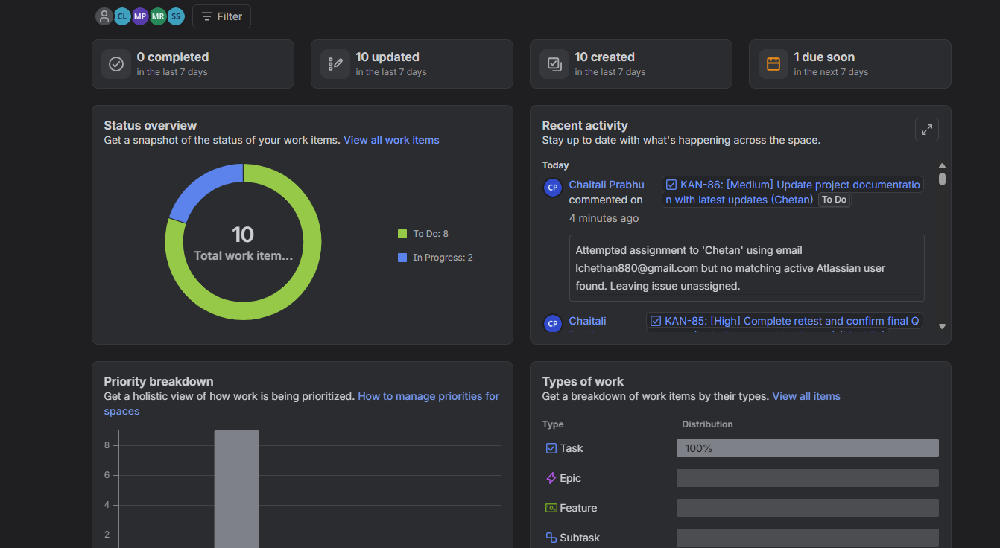 CL MP MR SS Filter
0 completed
in the last 7 days
10 updated
in the last 7 days
10 created
in the last 7 days
1 due soon
in the next 7 days
Status overview
Get a snapshot of the status of your work items. View all work items
10
Total work item...
To Do: 8
In Progress: 2
Recent activity
Stay up to date with what's happening across the space.
Today
CP
Chaitali Prabhu
commented on
KAN-86: [Medium] Update project documentatio
n with latest updates (Chetan) To Do
4 minutes ago
Attempted assignment to 'Chetan' using email
lchethan880@gmail.com but no matching active Atlassian user
found. Leaving issue unassigned.
CP
Chaitali
KAN-85: [High] Complete retest and confirm final Q
Priority breakdown
Get a holistic view of how work is being prioritized. How to manage priorities for
spaces
8
6
4
2
Types of work
Get a breakdown of work items by their types. View all items
Type Distribution
Task 100%
Epic
Feature
Subtask